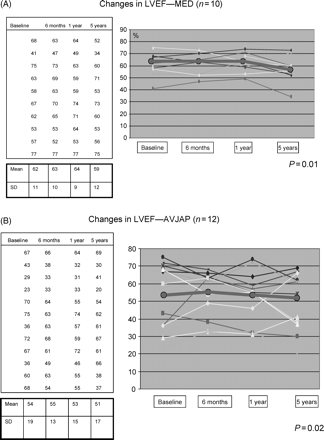 (A) Changes in LVEF—MED (n=10)
Baseline 6 months 1 year 5 years
68 63 64 52
41 47 49 34
75 73 63 60
63 89 59 71
58 63 59 53
67 70 74 73
62 65 71 60
53 53 64 53
57 52 53 56
77 77 77 75
Mean 62 63 64 59
SD 11 10 9 12
%
80
70
60
50
40
30
20
10
0
Baseline 6 months 1 year 5 years
P = 0.01
(B) Changes in LVEF—AVJAP (n=12)
Baseline 6 months 1 year 5 years
67 66 64 69
43 38 32 30
29 33 31 41
23 33 33 20
70 64 55 54
75 63 74 62
36 63 57 61
72 68 59 67
67 61 72 61
36 49 46 66
60 63 55 38
68 54 55 37
Mean 54 55 53 51
SD 19 13 15 17
80
70
60
50
40
30
20
10
0
Baseline 6 months 1 year 5 years
P = 0.02